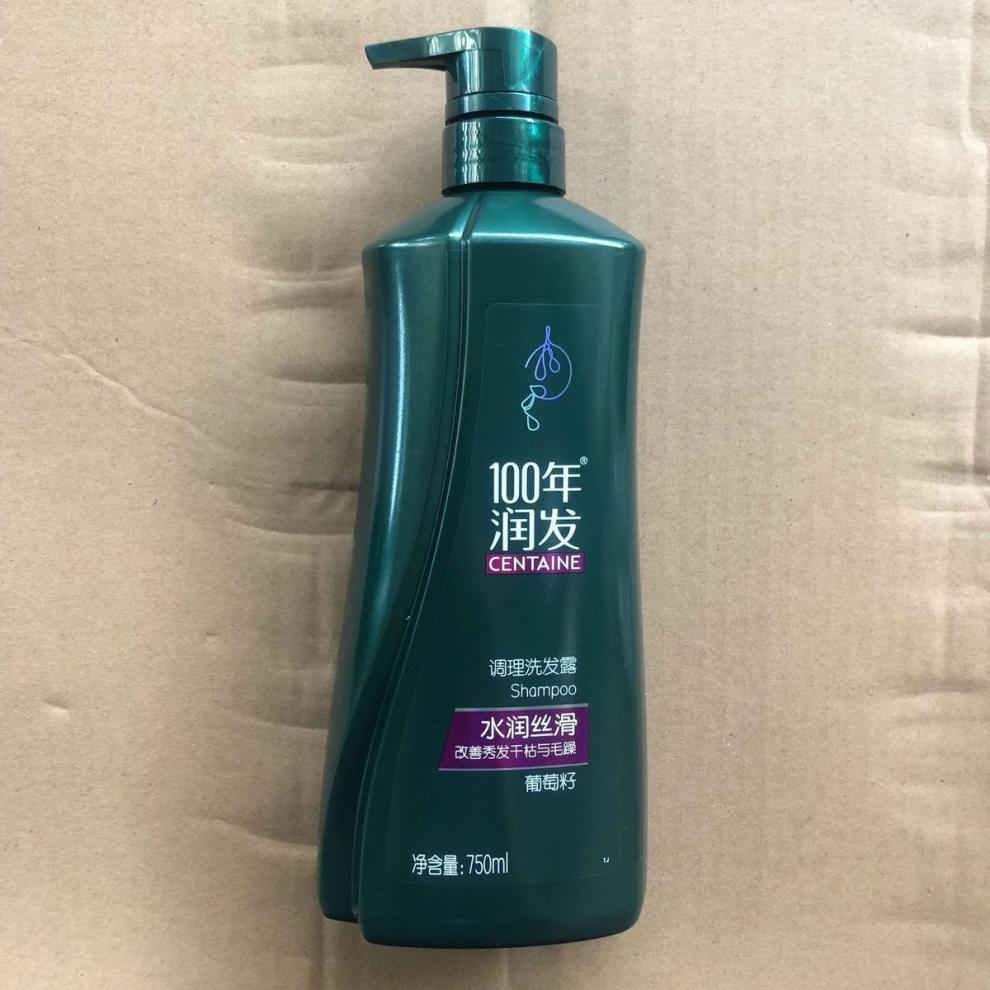 100年®
润发
CENTAINE
调理洗发露
Shampoo
水润丝滑
改善秀发干枯与毛躁
葡萄籽
净含量:750ml
TJ